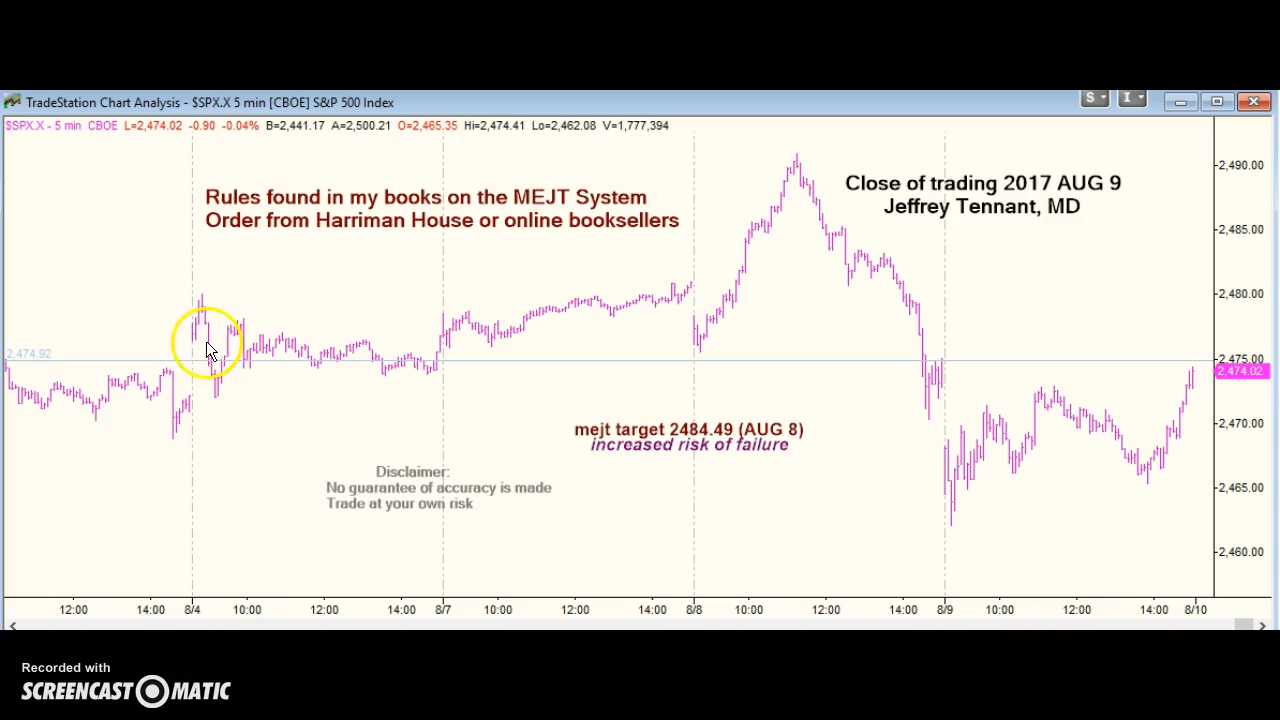 TradeStation Chart Analysis - $SPX.X 5 min [CBOE] S&P 500 Index
S I
$SPX.X - 5 min CBOE L=2,474.02 -0.90 -0.04% B=2,441.17 A=2,500.21 O=2,465.35 Hi=2,474.41 Lo=2,462.08 V=1,777,394
2,490.00
Close of trading 2017 AUG 9
Jeffrey Tennant, MD
Rules found in my books on the MEJT System
Order from Harriman House or online booksellers
2,485.00
2,480.00
2,474.92
2,475.00
2,474.02
2,470.00
mejt target 2484.49 (AUG 8)
increased risk of failure
Disclaimer:
No guarantee of accuracy is made
Trade at your own risk
2,465.00
2,460.00
12:00 14:00 8/4 10:00 12:00 14:00 8/7 10:00 12:00 14:00 8/8 10:00 12:00 14:00 8/9 10:00 12:00 14:00 8/10
Recorded with
SCREENCAST MATIC